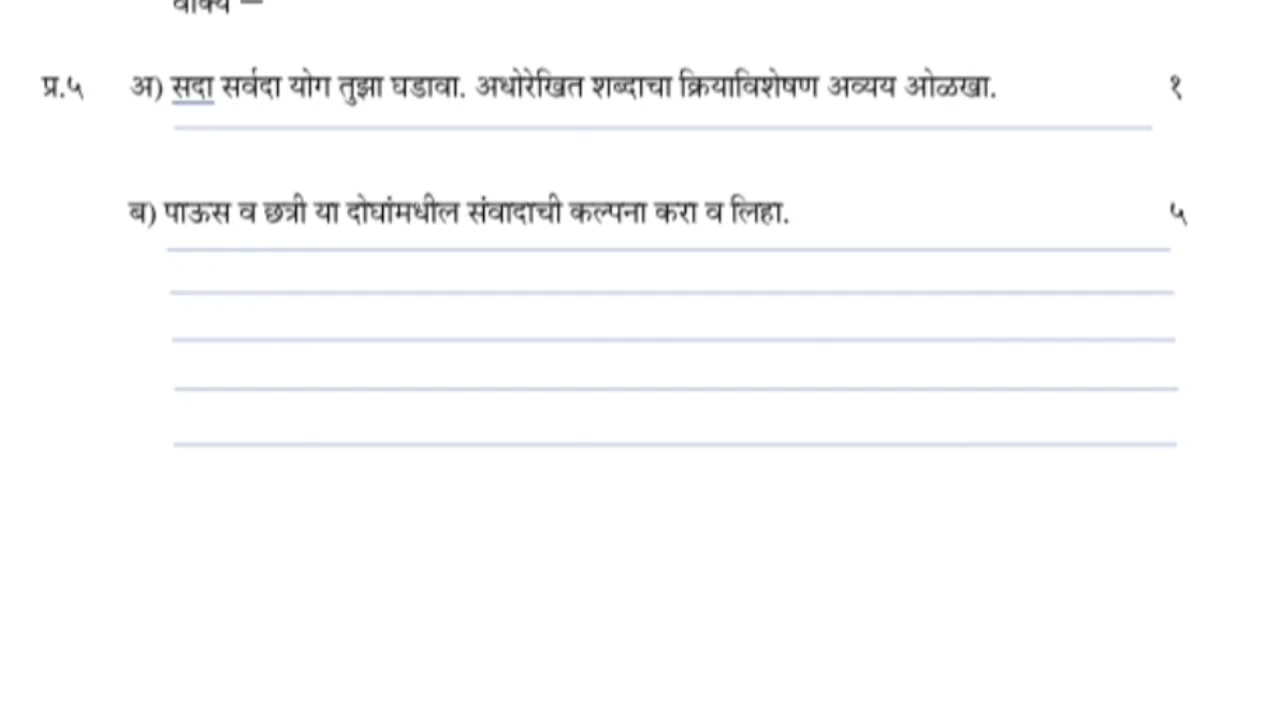 वाक्य –
प्र.५ अ) सदा सर्वदा योग तुझा घडावा. अधोरेखित शब्दाचा क्रियाविशेषण अव्यय ओळखा. १
ब) पाऊस व छत्री या दोघांमधील संवादाची कल्पना करा व लिहा. ५